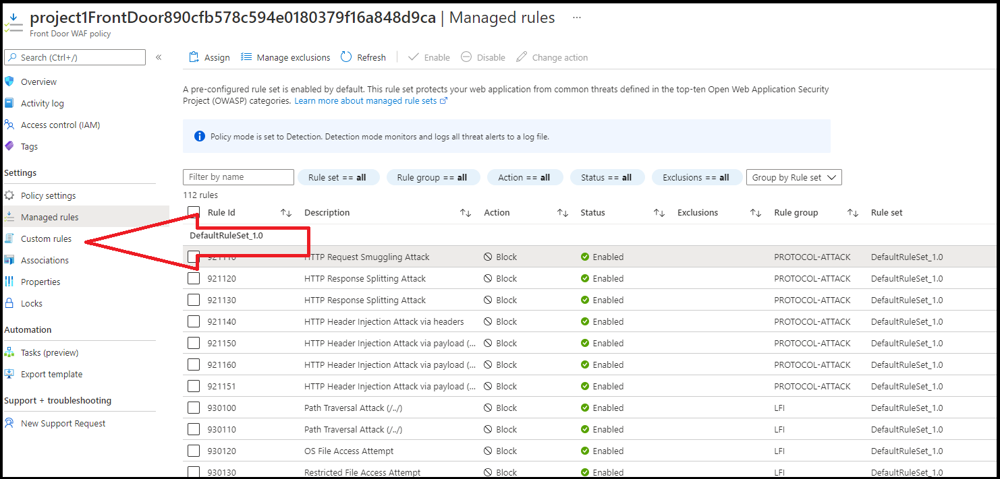 project1FrontDoor890cfb578c594e0180379f16a848d9ca | Managed rules ...
Front Door WAF policy
Search (Ctrl+/) «
Overview
Activity log
Access control (IAM)
Tags
Settings
Policy settings
Managed rules
Custom rules
Associations
Properties
Locks
Automation
Tasks (preview)
Export template
Support + troubleshooting
New Support Request
Assign Manage exclusions Refresh Enable Disable Change action
A pre-configured rule set is enabled by default. This rule set protects your web application from common threats defined in the top-ten Open Web Application Security
Project (OWASP) categories. Learn more about managed rule sets
Policy mode is set to Detection. Detection mode monitors and logs all threat alerts to a log file.
Filter by name Rule set == all Rule group == all Action == all Status == all Exclusions == all Group by Rule set
112 rules
Rule Id Description Action Status Exclusions Rule group Rule set
DefaultRuleSet_1.0
921110 HTTP Request Smuggling Attack Block Enabled PROTOCOL-ATTACK DefaultRuleSet_1.0
921120 HTTP Response Splitting Attack Block Enabled PROTOCOL-ATTACK DefaultRuleSet_1.0
921130 HTTP Response Splitting Attack Block Enabled PROTOCOL-ATTACK DefaultRuleSet_1.0
921140 HTTP Header Injection Attack via headers Block Enabled PROTOCOL-ATTACK DefaultRuleSet_1.0
921150 HTTP Header Injection Attack via payload (... Block Enabled PROTOCOL-ATTACK DefaultRuleSet_1.0
921160 HTTP Header Injection Attack via payload (... Block Enabled PROTOCOL-ATTACK DefaultRuleSet_1.0
921151 HTTP Header Injection Attack via payload (... Block Enabled PROTOCOL-ATTACK DefaultRuleSet_1.0
930100 Path Traversal Attack (/../) Block Enabled LFI DefaultRuleSet_1.0
930110 Path Traversal Attack (/../) Block Enabled LFI DefaultRuleSet_1.0
930120 OS File Access Attempt Block Enabled LFI DefaultRuleSet_1.0
930130 Restricted File Access Attempt Block Enabled LFI DefaultRuleSet_1.0